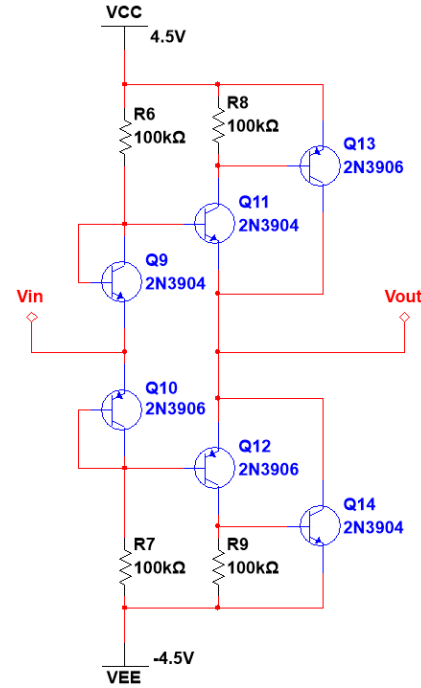 VCC
4.5V
R6
100kΩ
R8
100kΩ
Q13
2N3906
Q11
2N3904
Q9
2N3904
Vin
Vout
Q10
2N3906
Q12
2N3906
Q14
2N3904
R7
100kΩ
R9
100kΩ
-4.5V
VEE